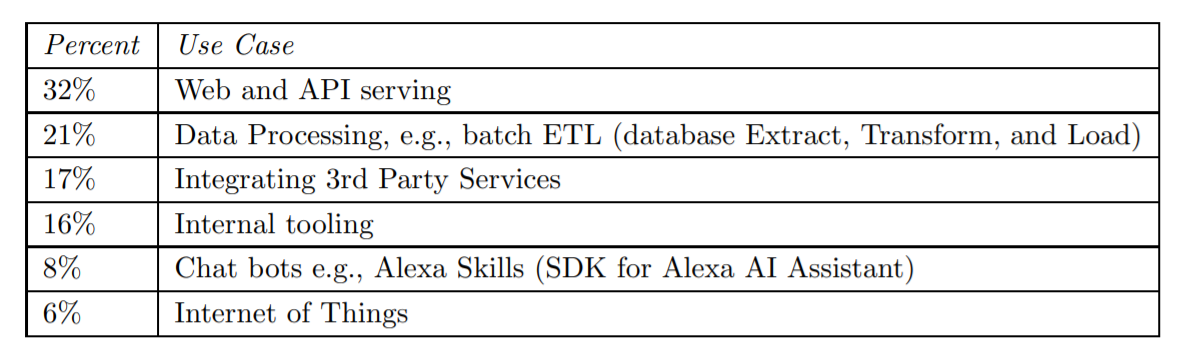 Percent Use Case
32% Web and API serving
21% Data Processing, e.g., batch ETL (database Extract, Transform, and Load)
17% Integrating 3rd Party Services
16% Internal tooling
8% Chat bots e.g., Alexa Skills (SDK for Alexa AI Assistant)
6% Internet of Things